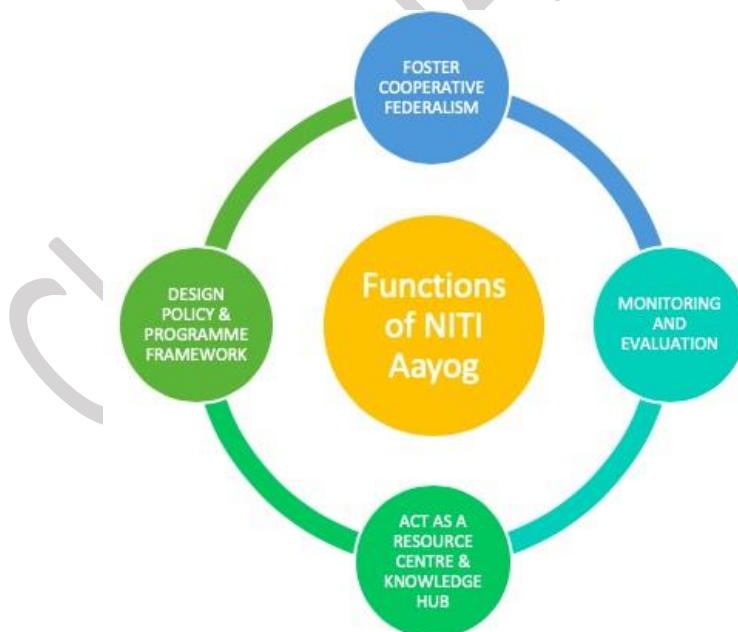 FOSTER
COOPERATIVE
FEDERALISM
Functions
of NITI
Aayog
DESIGN
POLICY &
PROGRAMME
FRAMEWORK
MONITORING
AND
EVALUATION
ACT AS A
RESOURCE
CENTRE &
KNOWLEDGE
HUB